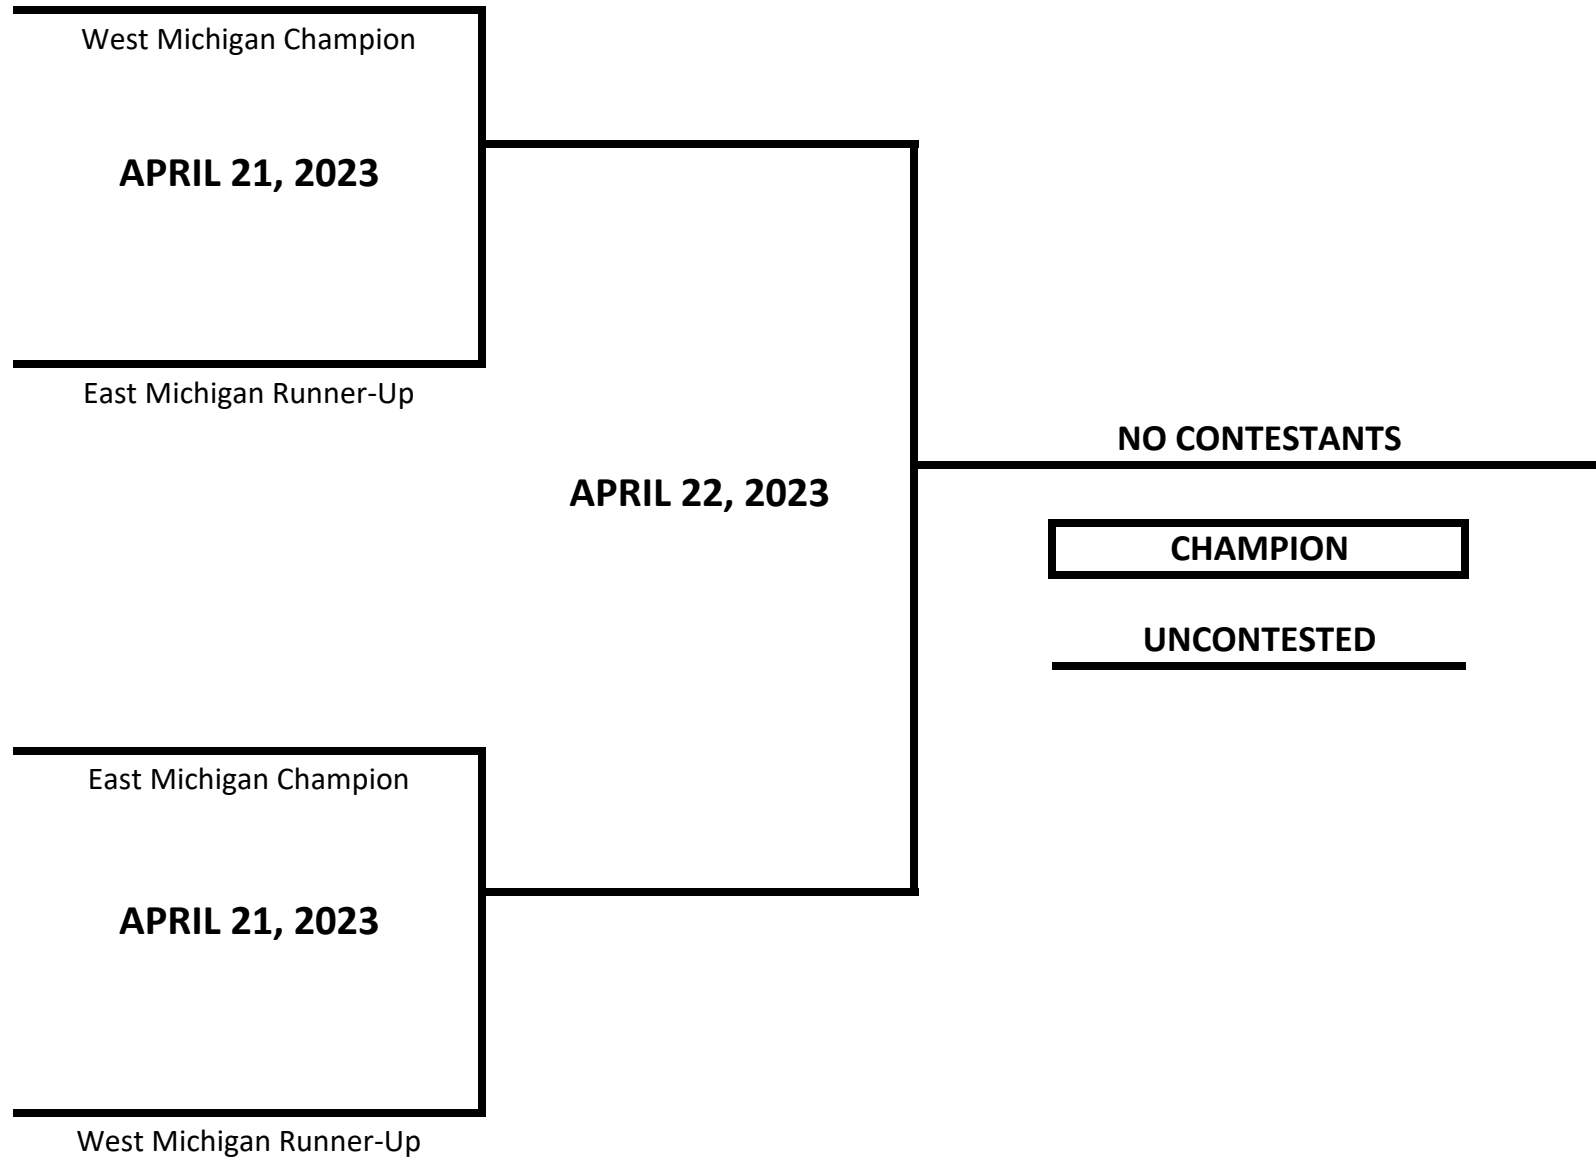 West Michigan Champion
APRIL 21, 2023
East Michigan Runner-Up
NO CONTESTANTS
APRIL 22, 2023
CHAMPION
UNCONTESTED
East Michigan Champion
APRIL 21, 2023
West Michigan Runner-Up